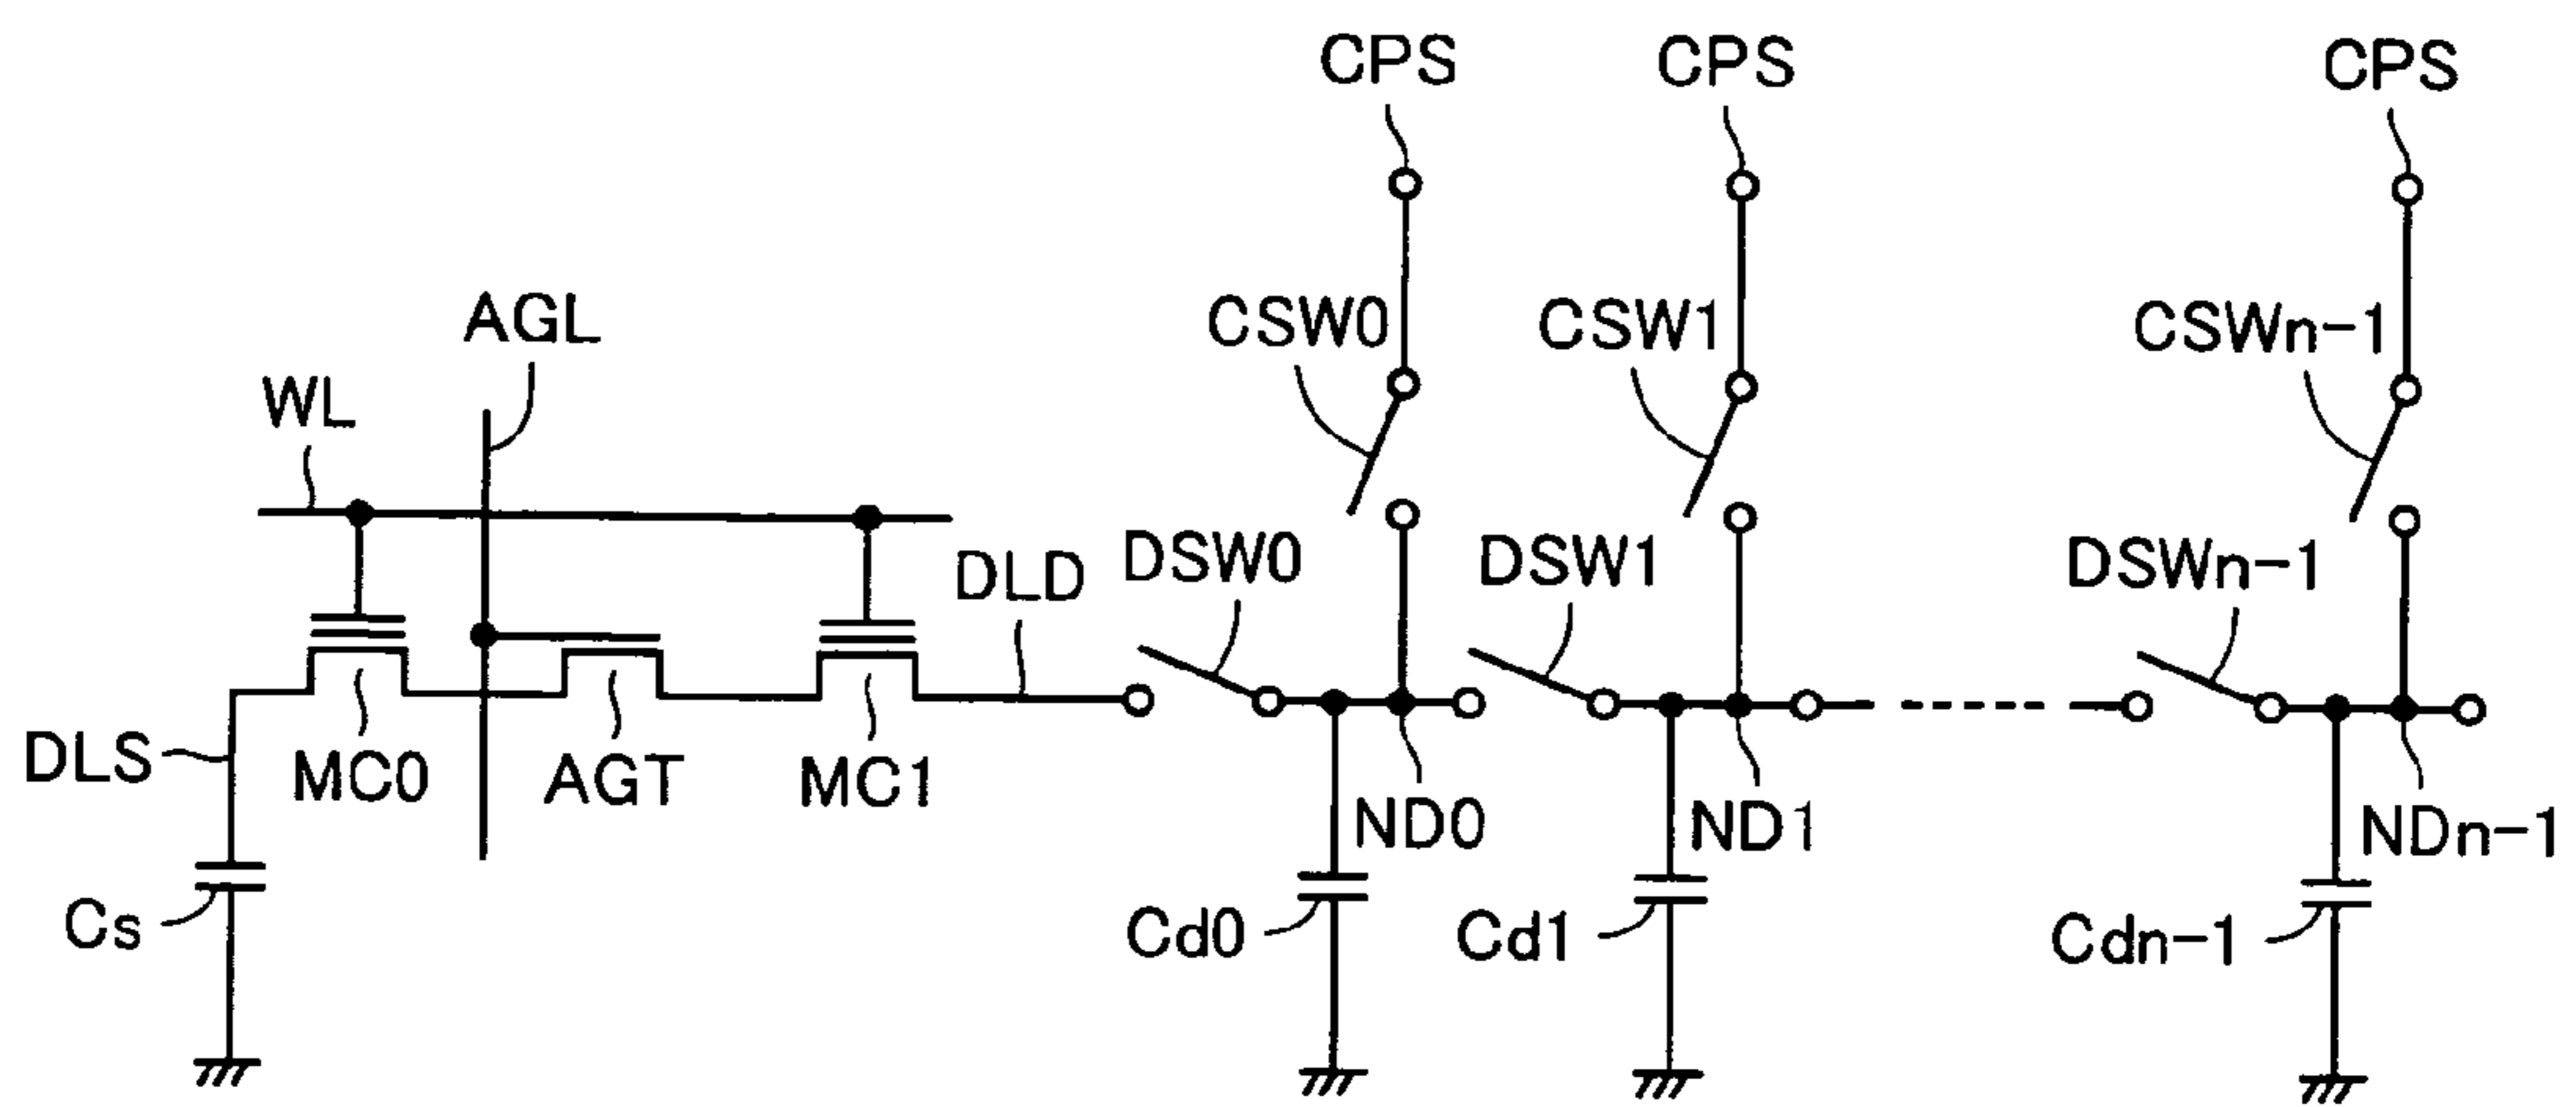 CPS
CPS
CPS
AGL
CSW0
CSW1
CSWn-1
WL
DLD
DSW0
DSW1
DSWn-1
DLS
MC0
AGT
MC1
ND0
ND1
NDn-1
Cs
Cd0
Cd1
Cdn-1